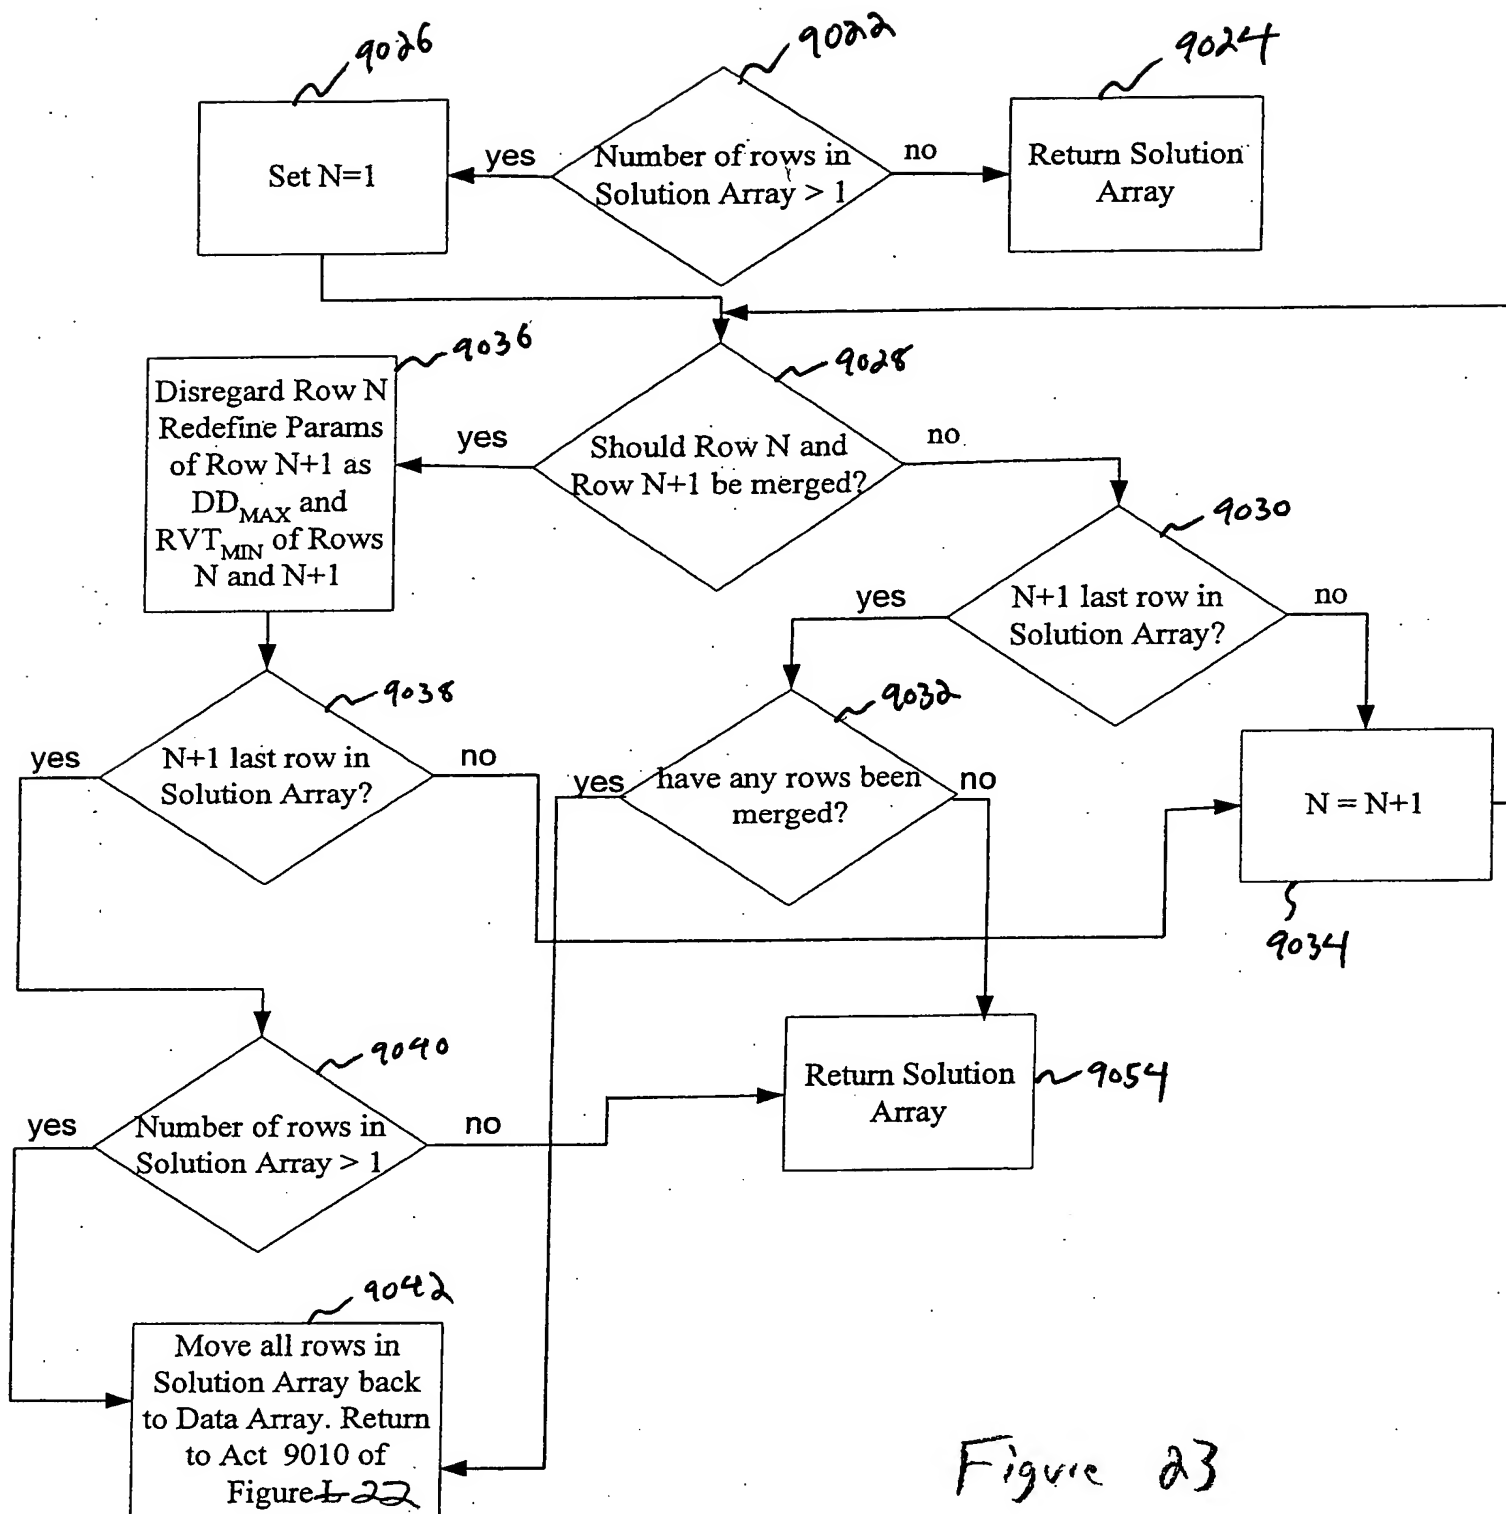 9026
9022
9024
Set N=1
yes
Number of rows in
Solution Array > 1
no
Return Solution
Array
9036
9028
Disregard Row N
Redefine Params
of Row N+1 as
DDMAX and
RVTMIN of Rows
N and N+1
yes
Should Row N and
Row N+1 be merged?
no
9030
yes
N+1 last row in
Solution Array?
no
9038
9032
yes
N+1 last row in
Solution Array?
no
yes
have any rows been
merged?
no
N = N+1
9034
9040
yes
Number of rows in
Solution Array > 1
no
Return Solution
Array
9054
9042
Move all rows in
Solution Array back
to Data Array. Return
to Act 9010 of
Figure L 22
Figure 23